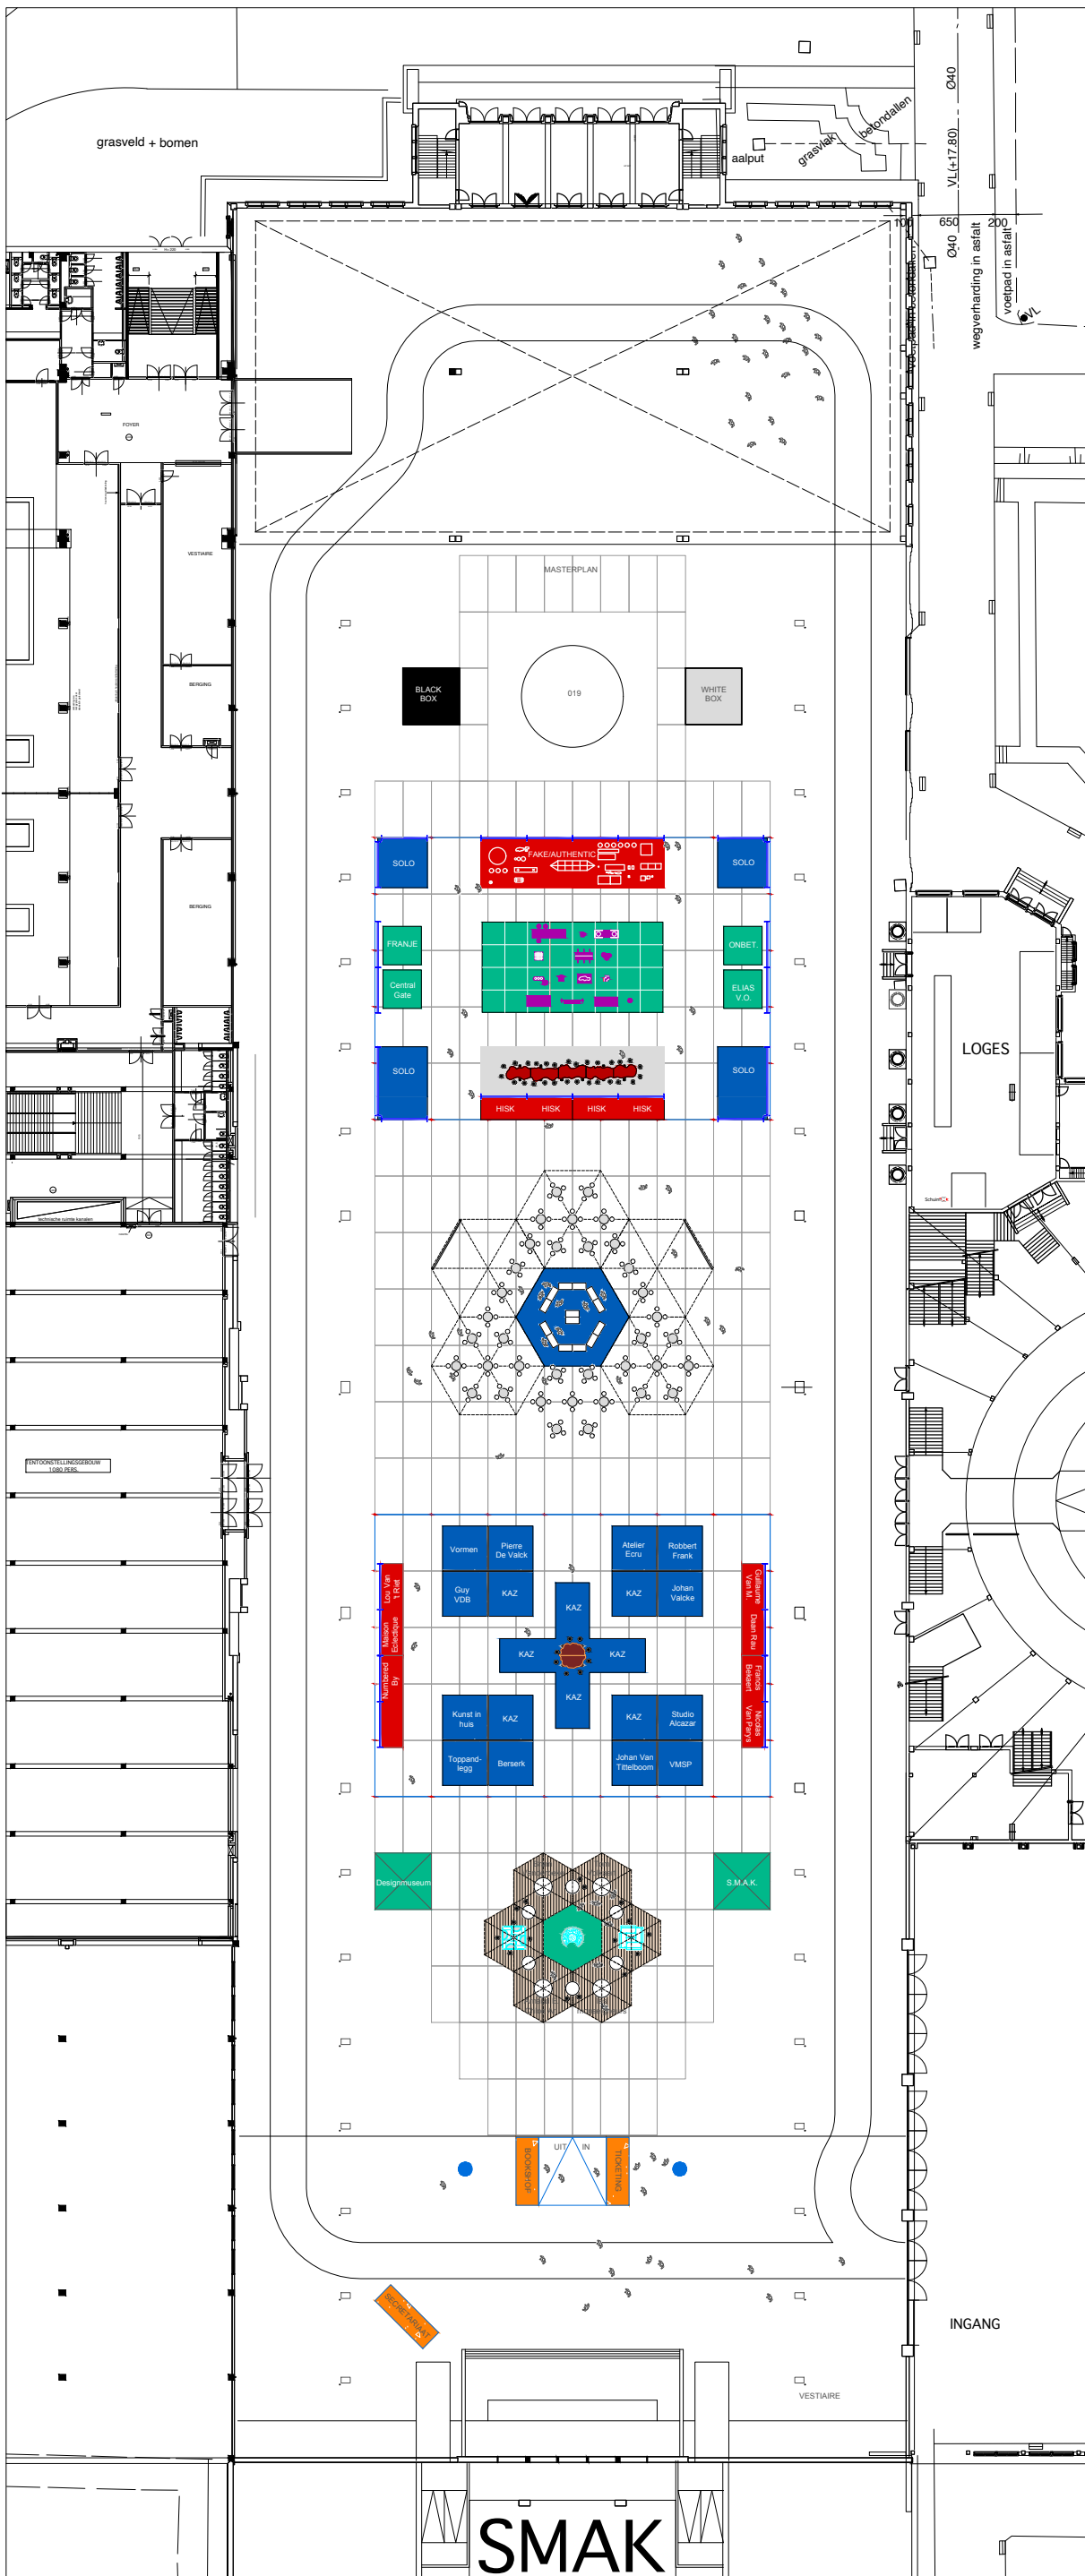 grasveld + bomen
aalput
grasvlak
betondallen
Ø40
VL(+17.80)
Ø40
100
650
200
wegverharding in asfalt
voetpad in asfalt
VL
FOYER
VESTIAIRE
BERGING
BERGING
MASTERPLAN
BLACK
BOX
019
WHITE
BOX
SOLO
FAKE/AUTHENTIC
SOLO
FRANJE
ONBET.
Central
Gate
ELIAS
V.O.
SOLO
SOLO
HISK
HISK
HISK
HISK
LOGES
technische ruimte kanalen
TENTOONSTELLINGSGEBOUW
1080 PERS.
Vormen
Pierre
De Valck
Atelier
Ecru
Robbert
Frank
Guy
VDB
KAZ
KAZ
Johan
Valcke
Lou Van
't Riet
Maison
Eclectique
Numbered
By
KAZ
KAZ
KAZ
KAZ
Guillaume
Van M.
Daan Rau
Francis
Bekaert
Nicolas
Van Parys
Kunst in
huis
KAZ
KAZ
Studio
Alcazar
Toppand-
legg
Berserk
Johan Van
Tittelboom
VMSP
Designmuseum
S.M.A.K.
BOOKSHOP
UIT
IN
TICKETING
SECRETARIAAT
INGANG
VESTIAIRE
SMAK